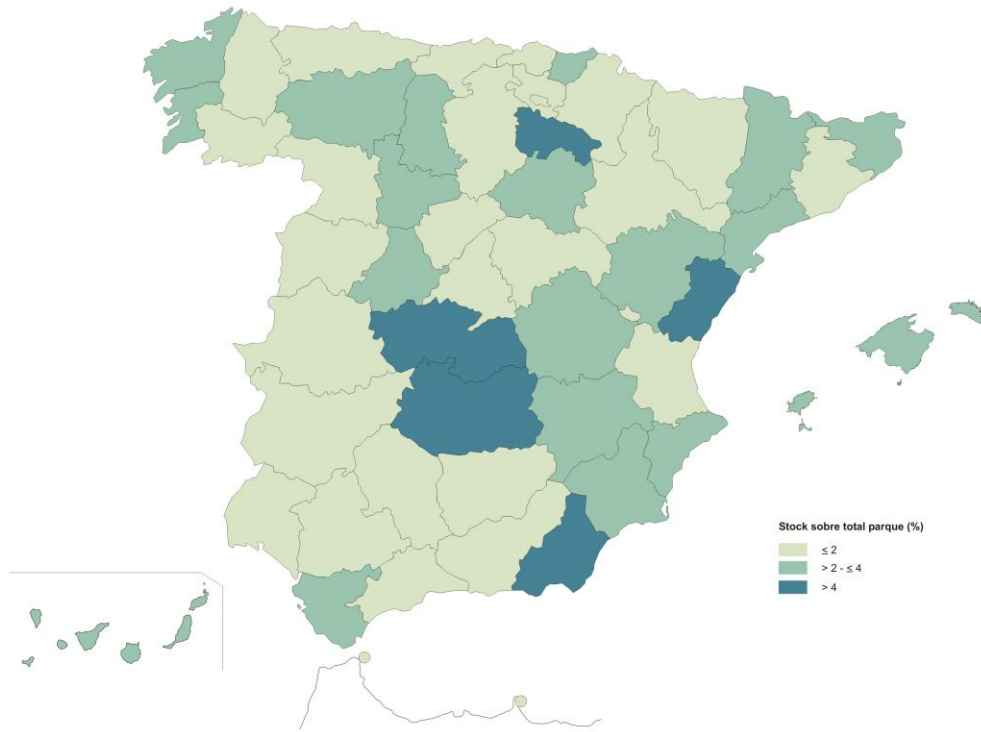 Stock sobre total parque (%)
≤ 2
> 2 - ≤ 4
> 4